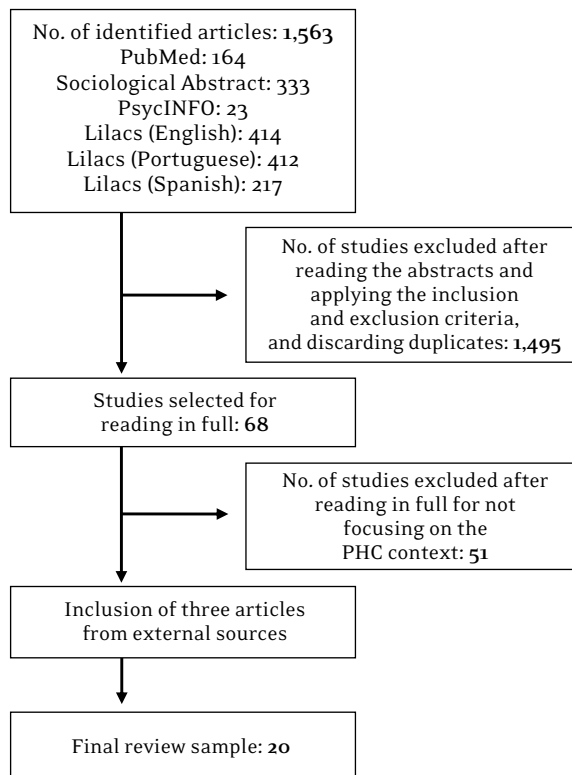 No. of identified articles: 1,563
PubMed: 164
Sociological Abstract: 333
PsycINFO: 23
Lilacs (English): 414
Lilacs (Portuguese): 412
Lilacs (Spanish): 217
No. of studies excluded after
reading the abstracts and
applying the inclusion
and exclusion criteria,
and discarding duplicates: 1,495
Studies selected for
reading in full: 68
No. of studies excluded after
reading in full for not
focusing on the
PHC context: 51
Inclusion of three articles
from external sources
Final review sample: 20